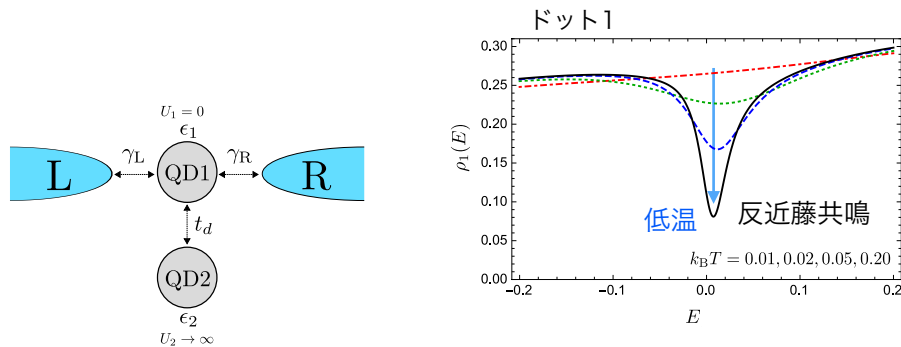 U₁ = 0
ϵ₁
L
γL
QD1
γR
R
t_d
QD2
ϵ₂
U₂ → ∞
ドット1
0.30
0.25
0.20
0.15
0.10
0.05
0.00
ρ₁(E)
低温
反近藤共鳴
k_BT = 0.01, 0.02, 0.05, 0.20
-0.2
-0.1
0.0
0.1
0.2
E